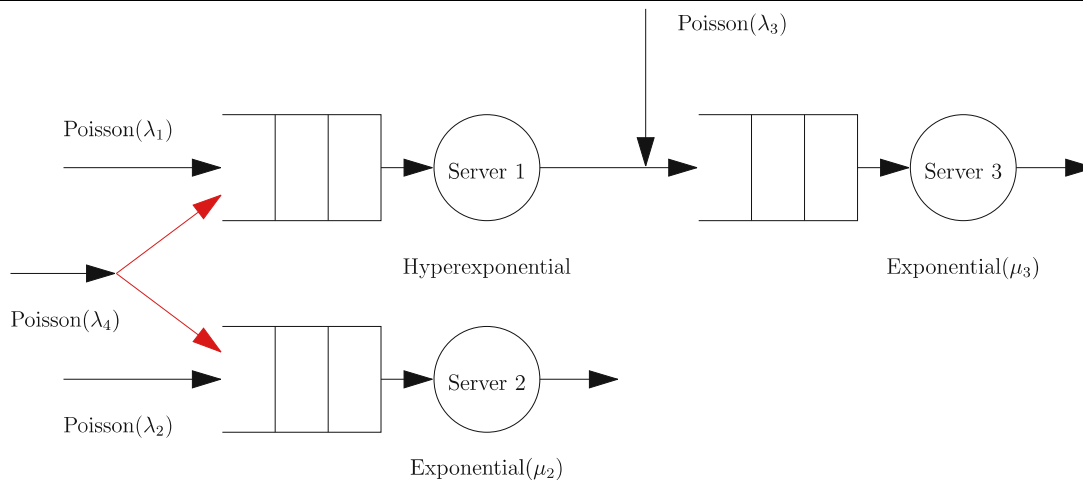 Poisson(λ₃)
Poisson(λ₁)
Server 1
Server 3
Hyperexponential
Exponential(μ₃)
Poisson(λ₄)
Server 2
Poisson(λ₂)
Exponential(μ₂)